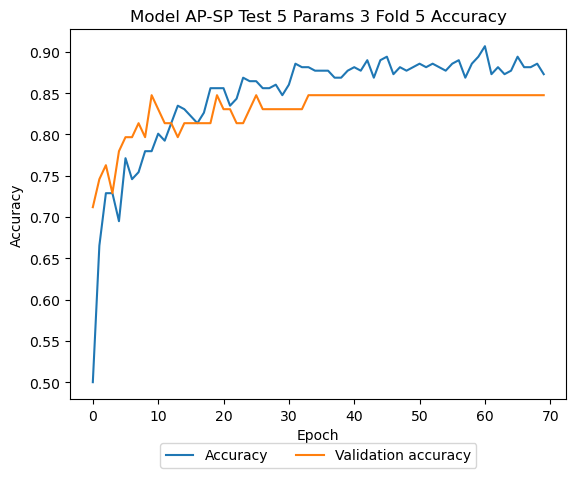 Model AP-SP Test 5 Params 3 Fold 5 Accuracy
0.90
0.85
0.80
0.75
0.70
0.65
0.60
0.55
0.50
Accuracy
0 10 20 30 40 50 60 70
Epoch
Accuracy Validation accuracy